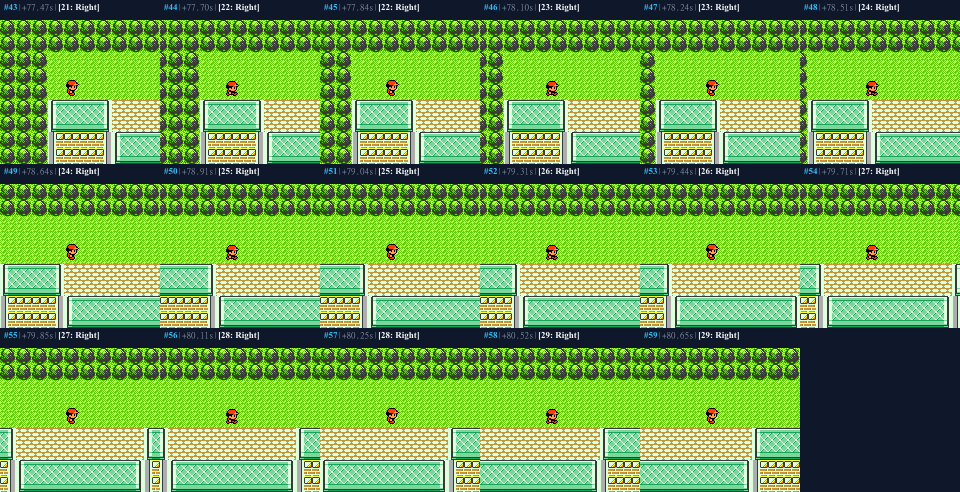 #43|+77.47s|[21: Right]
#44|+77.70s|[22: Right]
#45|+77.84s|[22: Right]
#46|+78.10s|[23: Right]
#47|+78.24s|[23: Right]
#48|+78.51s|[24: Right]
#49|+78.64s|[24: Right]
#50|+78.91s|[25: Right]
#51|+79.04s|[25: Right]
#52|+79.31s|[26: Right]
#53|+79.44s|[26: Right]
#54|+79.71s|[27: Right]
#55|+79.85s|[27: Right]
#56|+80.11s|[28: Right]
#57|+80.25s|[28: Right]
#58|+80.52s|[29: Right]
#59|+80.65s|[29: Right]